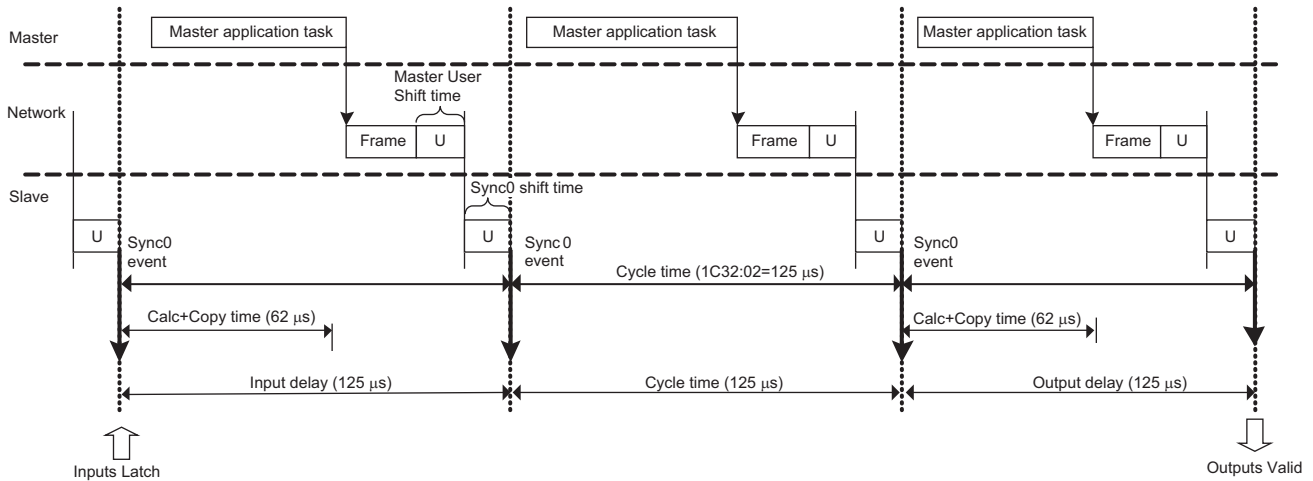 Master
Master application task
Master application task
Master application task
Master User
Shift time
Network
Frame
U
Frame
U
Frame
U
Slave
Sync0 shift time
U
U
U
U
Sync0
event
Sync 0
event
Sync0
event
Cycle time (1C32:02=125 μs)
Calc+Copy time (62 μs)
Calc+Copy time (62 μs)
Input delay (125 μs)
Cycle time (125 μs)
Output delay (125 μs)
Inputs Latch
Outputs Valid